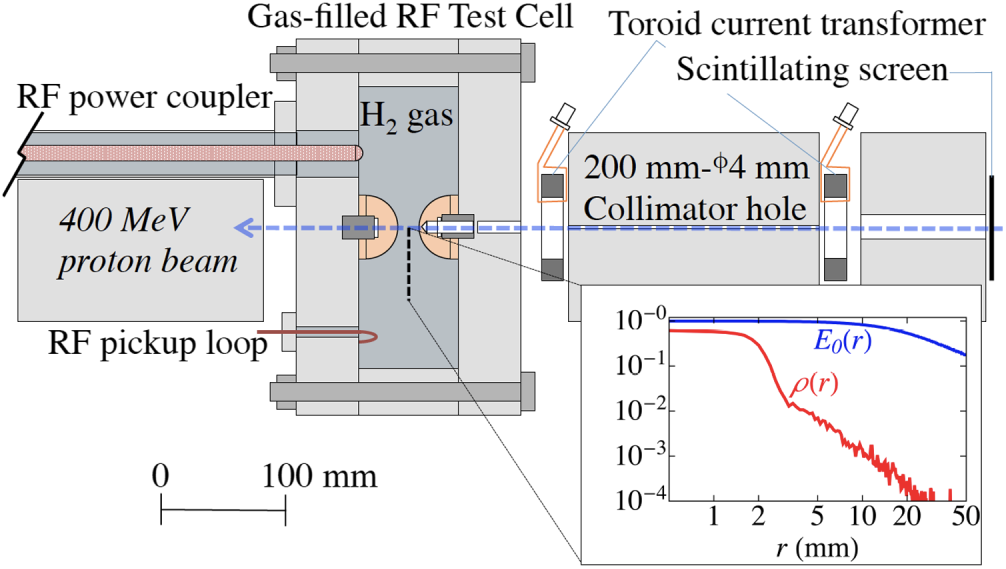 Gas-filled RF Test Cell
Toroid current transformer
Scintillating screen
RF power coupler
H₂ gas
200 mm-ϕ4 mm
Collimator hole
400 MeV
proton beam
RF pickup loop
0 100 mm
10⁻⁰
10⁻¹
10⁻²
10⁻³
10⁻⁴
E₀(r)
ρ(r)
1 2 5 10 20 50
r (mm)